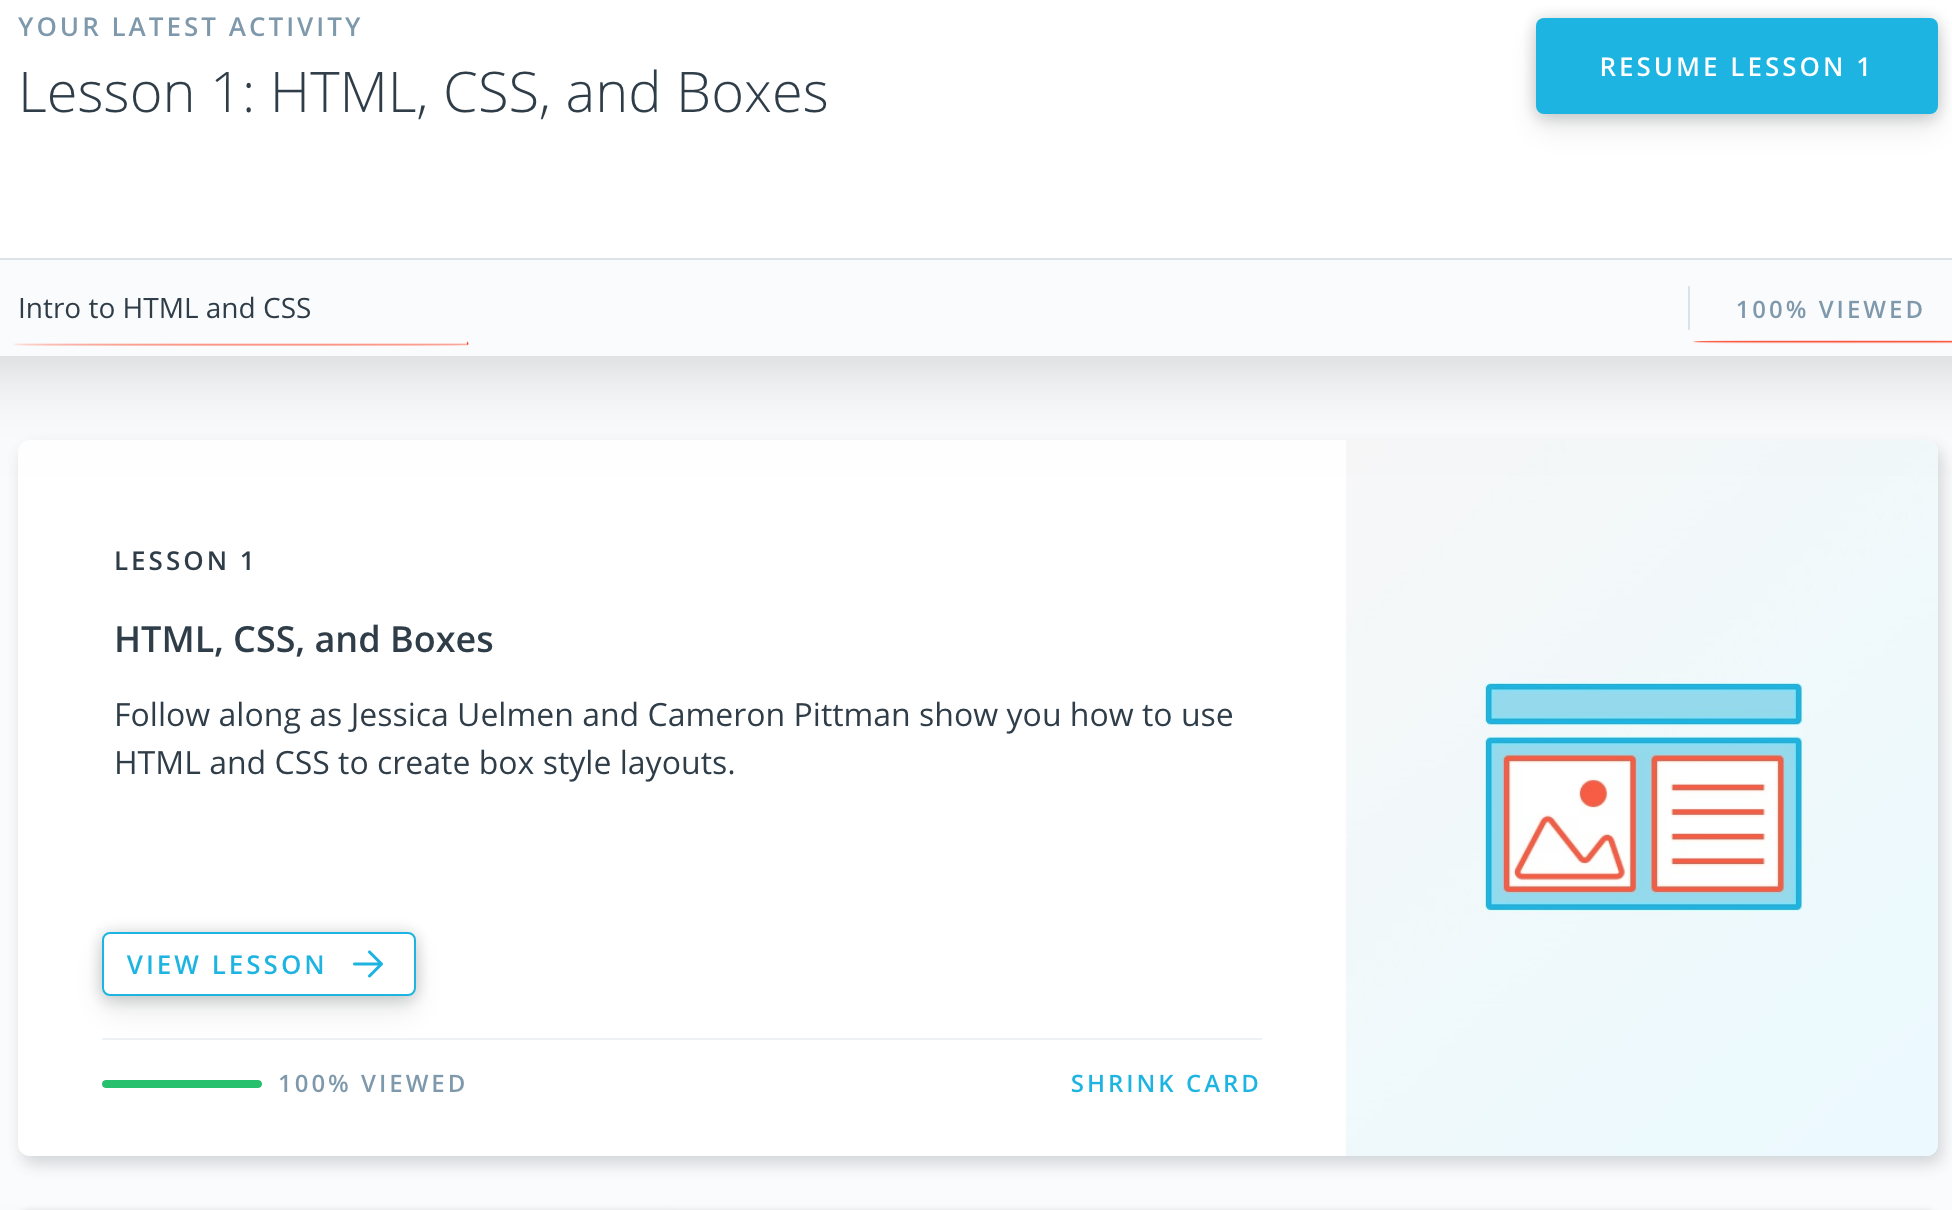 YOUR LATEST ACTIVITY
Lesson 1: HTML, CSS, and Boxes
RESUME LESSON 1
Intro to HTML and CSS
100% VIEWED
LESSON 1
HTML, CSS, and Boxes
Follow along as Jessica Uelmen and Cameron Pittman show you how to use
HTML and CSS to create box style layouts.
VIEW LESSON →
100% VIEWED
SHRINK CARD